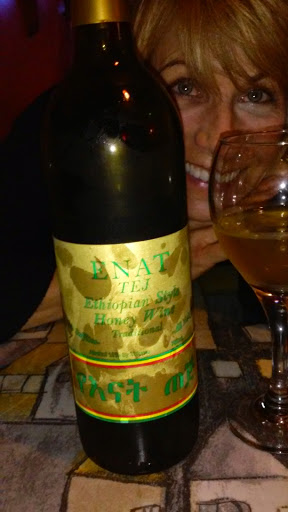 ENAT
TEJ
Ethiopian Style
Honey Wine
Traditional
የእናት ጠጅ